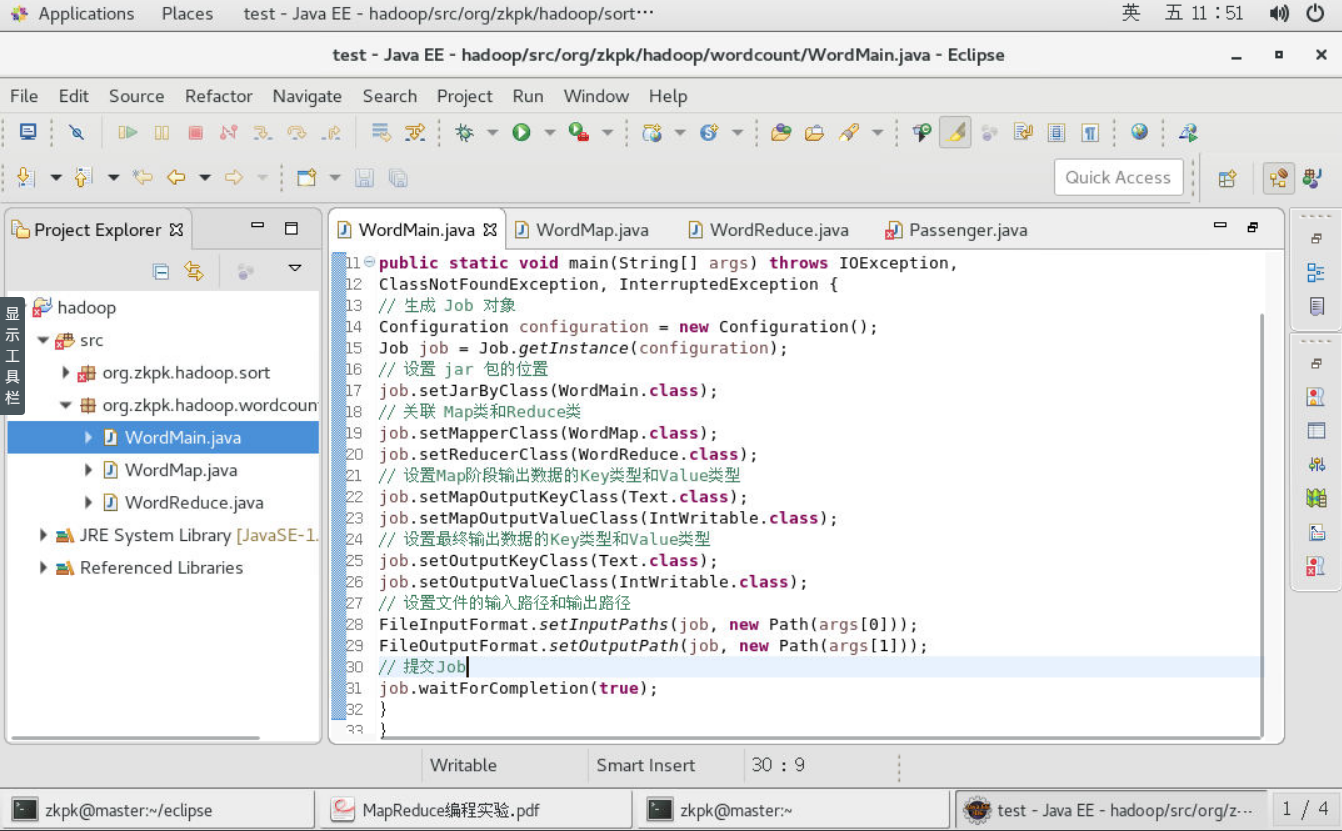 Applications Places test - Java EE - hadoop/src/org/zkpk/hadoop/sort… 英 五 11：51
test - Java EE - hadoop/src/org/zkpk/hadoop/wordcount/WordMain.java - Eclipse
File Edit Source Refactor Navigate Search Project Run Window Help
Quick Access
显示工具栏
Project Explorer
hadoop
src
org.zkpk.hadoop.sort
org.zkpk.hadoop.wordcoun
WordMain.java
WordMap.java
WordReduce.java
JRE System Library [JavaSE-1.
Referenced Libraries
WordMain.java WordMap.java WordReduce.java Passenger.java
11 public static void main(String[] args) throws IOException,
12 ClassNotFoundException, InterruptedException {
13 // 生成 Job 对象
14 Configuration configuration = new Configuration();
15 Job job = Job.getInstance(configuration);
16 // 设置 jar 包的位置
17 job.setJarByClass(WordMain.class);
18 // 关联 Map类和Reduce类
19 job.setMapperClass(WordMap.class);
20 job.setReducerClass(WordReduce.class);
21 // 设置Map阶段输出数据的Key类型和Value类型
22 job.setMapOutputKeyClass(Text.class);
23 job.setMapOutputValueClass(IntWritable.class);
24 // 设置最终输出数据的Key类型和Value类型
25 job.setOutputKeyClass(Text.class);
26 job.setOutputValueClass(IntWritable.class);
27 // 设置文件的输入路径和输出路径
28 FileInputFormat.setInputPaths(job, new Path(args[0]));
29 FileOutputFormat.setOutputPath(job, new Path(args[1]));
30 // 提交Job
31 job.waitForCompletion(true);
32 }
33 }
Writable Smart Insert 30 : 9
zkpk@master:~/eclipse MapReduce编程实验.pdf zkpk@master:~ test - Java EE - hadoop/src/org/z… 1 / 4